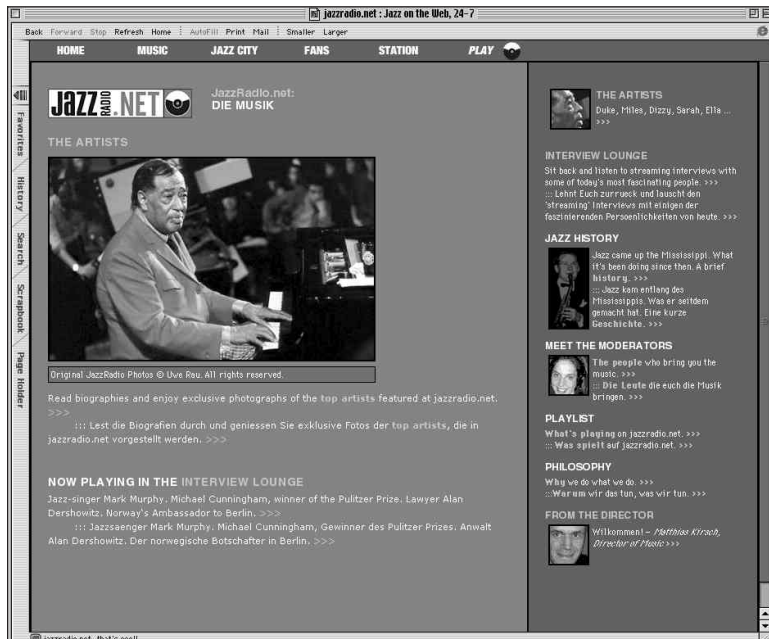 jazzradio.net : Jazz on the Web, 24-7
Back Forward Stop Refresh Home AutoFill Print Mail Smaller Larger
HOME MUSIC JAZZ CITY FANS STATION PLAY
Favorites
History
Search
Scrapbook
Page Holder
JAZZ RADIO .NET
JazzRadio.net:
DIE MUSIK
THE ARTISTS
Original JazzRadio Photos © Uwe Rau. All rights reserved.
Read biographies and enjoy exclusive photographs of the top artists featured at jazzradio.net.
>>>
::: Lest die Biografien durch und geniessen Sie exklusive Fotos der top artists, die in
jazzradio.net vorgestellt werden. >>>
NOW PLAYING IN THE INTERVIEW LOUNGE
Jazz-singer Mark Murphy. Michael Cunningham, winner of the Pulitzer Prize. Lawyer Alan
Dershowitz. Norway's Ambassador to Berlin. >>>
::: Jazzsaenger Mark Murphy. Michael Cunningham, Gewinner des Pulitzer Prizes. Anwalt
Alan Dershowitz. Der norwegische Botschafter in Berlin. >>>
THE ARTISTS
Duke, Miles, Dizzy, Sarah, Ella ...
>>>
INTERVIEW LOUNGE
Sit back and listen to streaming interviews with
some of today's most fascinating people. >>>
::: Lehnt Euch zurrueck und lauscht den
'streaming' Interviews mit einigen der
faszinierenden Persoenlichkeiten von heute. >>>
JAZZ HISTORY
Jazz came up the Mississippi. What
it's been doing since then. A brief
history. >>>
::: Jazz kam entlang des
Mississippis. Was er seitdem
gemacht hat. Eine kurze
Geschichte. >>>
MEET THE MODERATORS
The people who bring you the
music. >>>
::: Die Leute die euch die Musik
bringen. >>>
PLAYLIST
What's playing on jazzradio.net. >>>
::: Was spielt auf jazzradio.net. >>>
PHILOSOPHY
Why we do what we do. >>>
:::Warum wir das tun, was wir tun. >>>
FROM THE DIRECTOR
Willkommen! – Matthias Kirsch,
Director of Music >>>